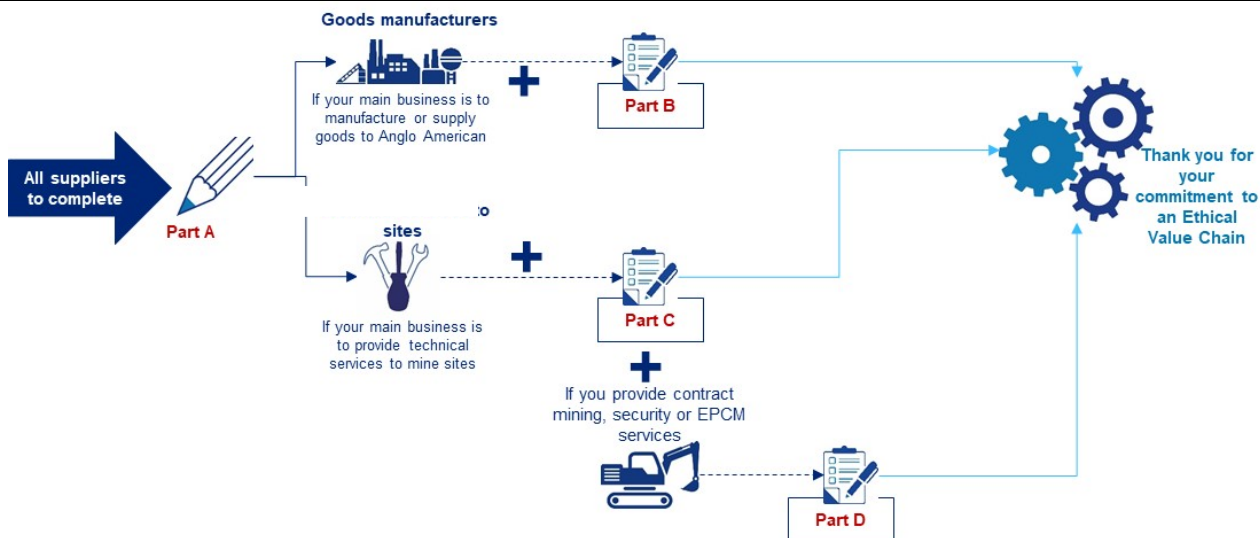 Goods manufacturers
If your main business is to
manufacture or supply
goods to Anglo American
Part B
All suppliers
to complete
Part A
Thank you for
your
commitment to
an Ethical
Value Chain
sites
If your main business is
to provide technical
services to mine sites
Part C
If you provide contract
mining, security or EPCM
services
Part D